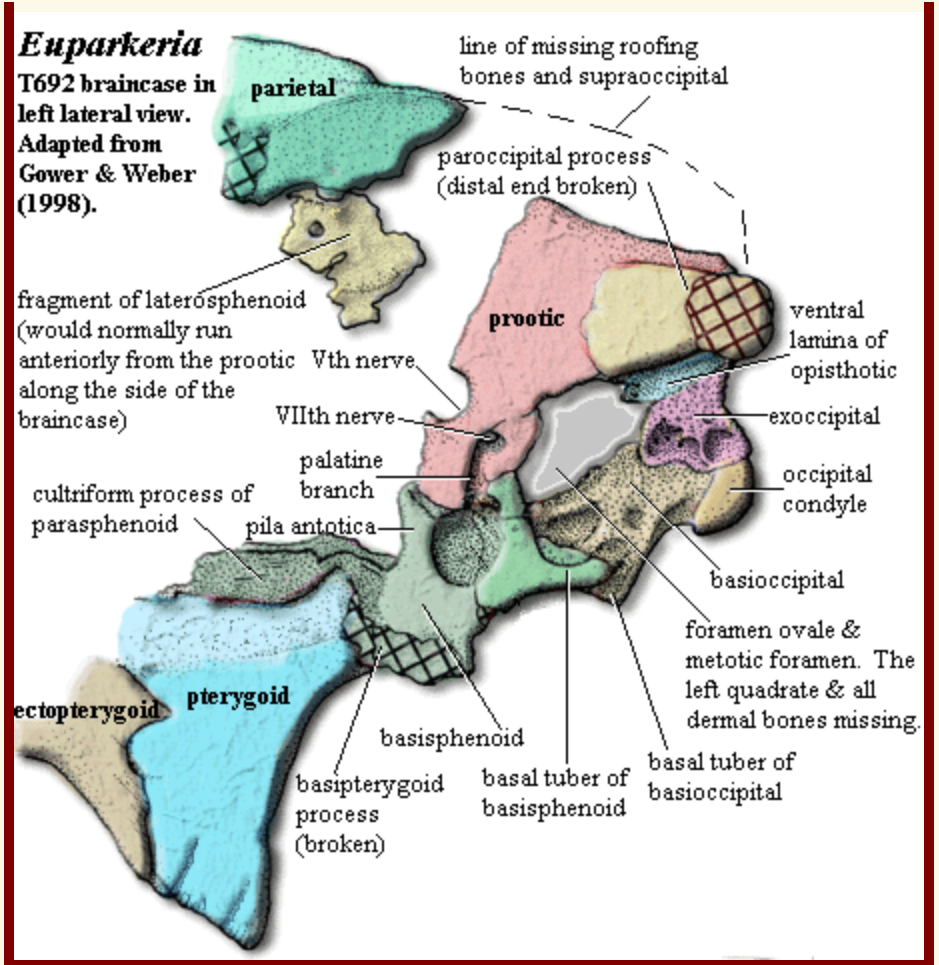 Euparkeria
T692 braincase in
left lateral view.
Adapted from
Gower & Weber
(1998).
parietal
line of missing roofing
bones and supraoccipital
paroccipital process
(distal end broken)
fragment of laterosphenoid
(would normally run
anteriorly from the prootic
along the side of the
braincase)
prootic
ventral
lamina of
opisthotic
Vth nerve
VIIth nerve
exoccipital
palatine
branch
occipital
condyle
cultriform process of
parasphenoid
pila antotica
basioccipital
foramen ovale &
metotic foramen. The
left quadrate & all
dermal bones missing.
ectopterygoid
pterygoid
basisphenoid
basipterygoid
process
(broken)
basal tuber of
basisphenoid
basal tuber of
basioccipital